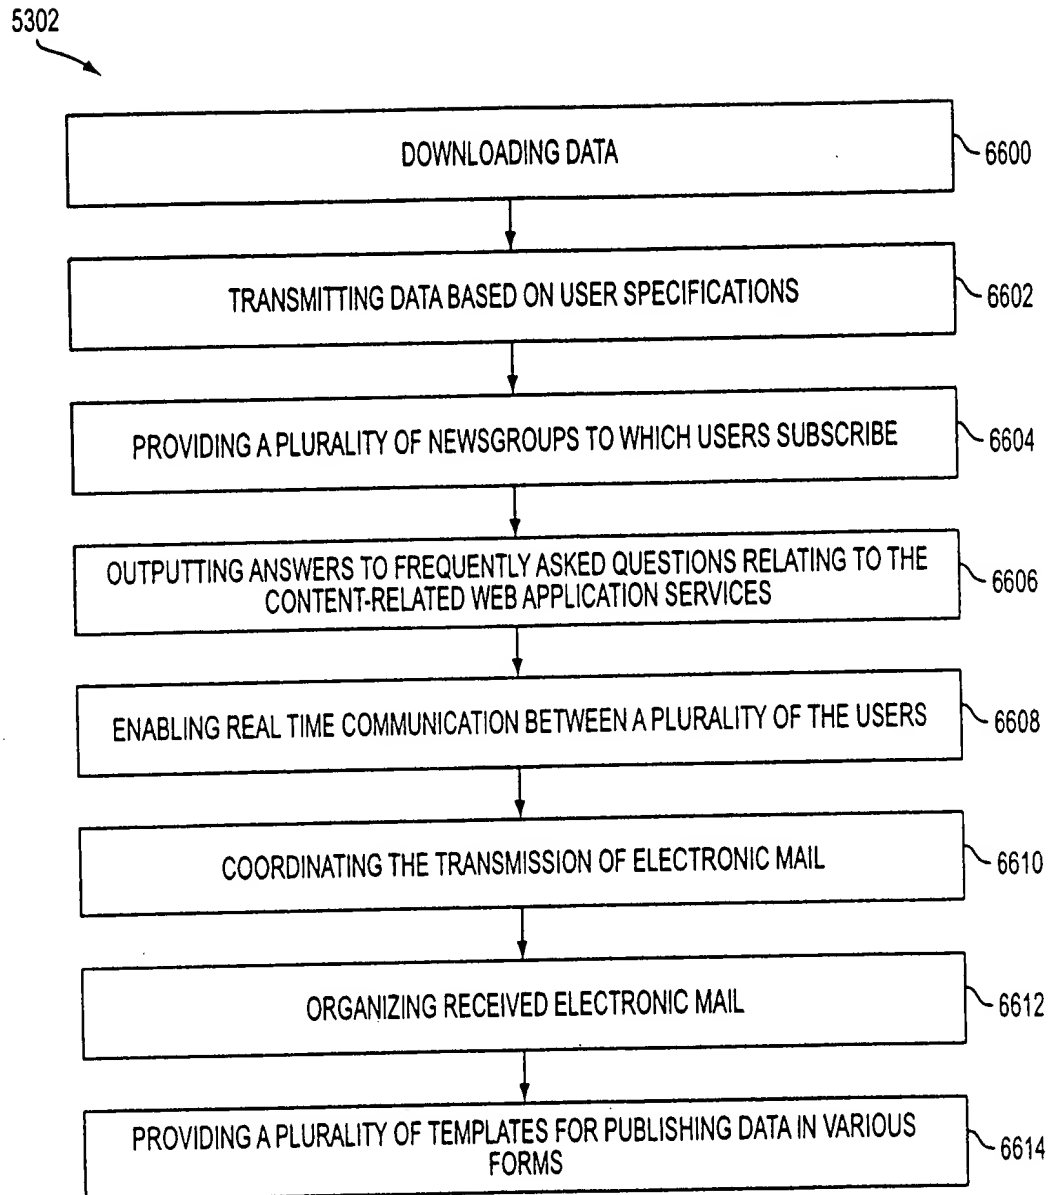 5302
DOWNLOADING DATA
6600
TRANSMITTING DATA BASED ON USER SPECIFICATIONS
6602
PROVIDING A PLURALITY OF NEWSGROUPS TO WHICH USERS SUBSCRIBE
6604
OUTPUTTING ANSWERS TO FREQUENTLY ASKED QUESTIONS RELATING TO THE
CONTENT-RELATED WEB APPLICATION SERVICES
6606
ENABLING REAL TIME COMMUNICATION BETWEEN A PLURALITY OF THE USERS
6608
COORDINATING THE TRANSMISSION OF ELECTRONIC MAIL
6610
ORGANIZING RECEIVED ELECTRONIC MAIL
6612
PROVIDING A PLURALITY OF TEMPLATES FOR PUBLISHING DATA IN VARIOUS
FORMS
6614